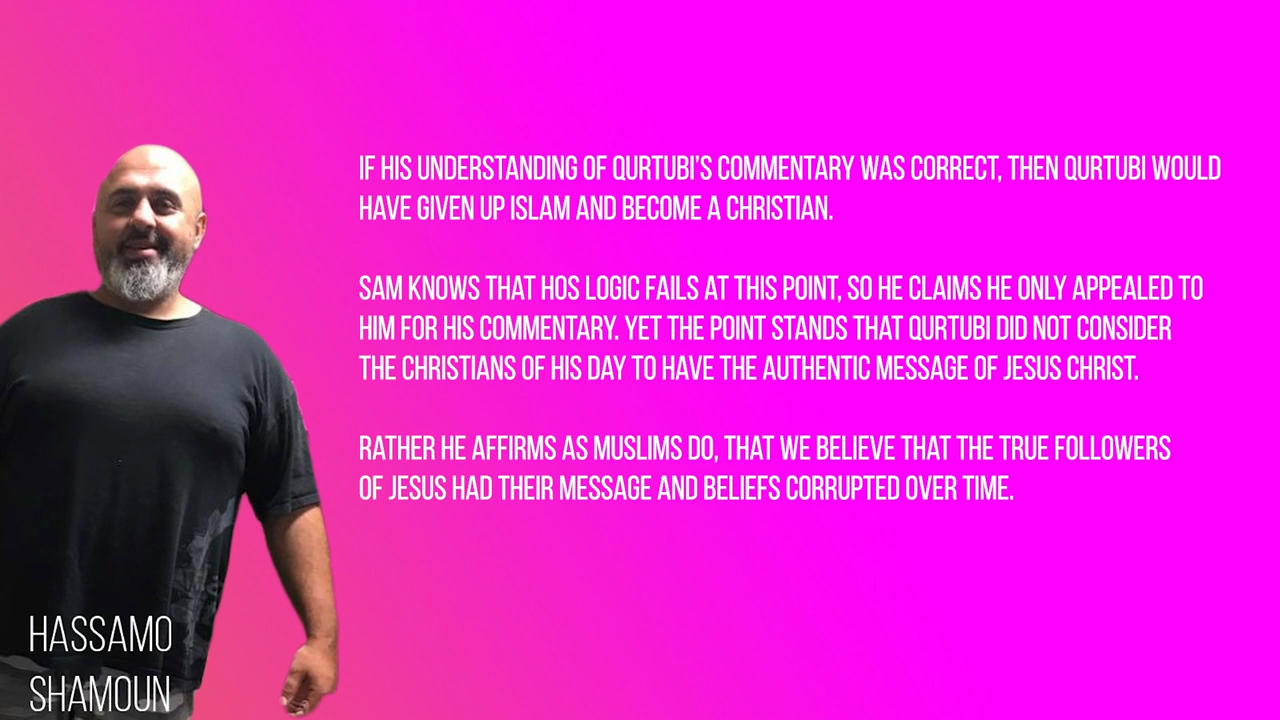 IF HIS UNDERSTANDING OF QURTUBI'S COMMENTARY WAS CORRECT, THEN QURTUBI WOULD
HAVE GIVEN UP ISLAM AND BECOME A CHRISTIAN.
SAM KNOWS THAT HOS LOGIC FAILS AT THIS POINT, SO HE CLAIMS HE ONLY APPEALED TO
HIM FOR HIS COMMENTARY. YET THE POINT STANDS THAT QURTUBI DID NOT CONSIDER
THE CHRISTIANS OF HIS DAY TO HAVE THE AUTHENTIC MESSAGE OF JESUS CHRIST.
RATHER HE AFFIRMS AS MUSLIMS DO, THAT WE BELIEVE THAT THE TRUE FOLLOWERS
OF JESUS HAD THEIR MESSAGE AND BELIEFS CORRUPTED OVER TIME.
HASSAMO
SHAMOUN